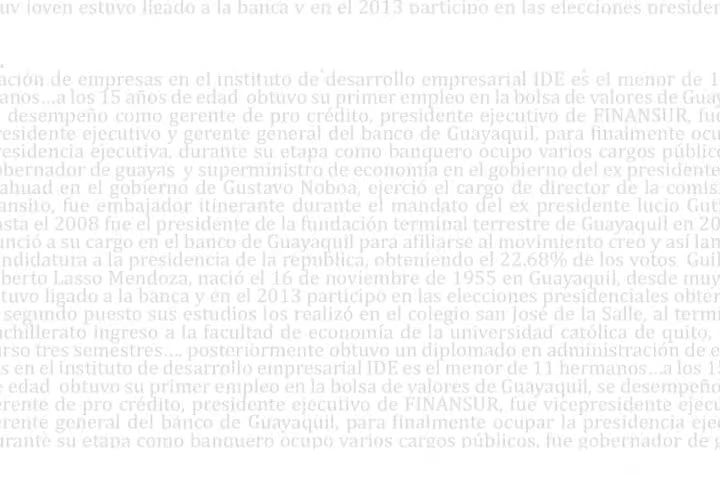 uy joven estuvo ligado a la banca y en el 2013 participo en las elecciones presiden
.
ación de empresas en el instituto de desarrollo empresarial IDE es el menor de 1
anos...a los 15 años de edad obtuvo su primer empleo en la bolsa de valores de Guay
desempeño como gerente de pro crédito, presidente ejecutivo de FINANSUR, fue
residente ejecutivo y gerente general del banco de Guayaquil, para finalmente ocu
residencia ejecutiva, durante su etapa como banquero ocupo varios cargos público
obernador de guayas y superministro de economía en el gobierno del ex presidente
ahuad en el gobierno de Gustavo Noboa, ejerció el cargo de director de la comis
ansito, fue embajador itinerante durante el mandato del ex presidente lucio Gut
asta el 2008 fue el presidente de la fundación terminal terrestre de Guayaquil en 20
unció a su cargo en el banco de Guayaquil para afiliarse al movimiento creo y así lan
ndidatura a la presidencia de la república, obteniendo el 22.68% de los votos Guil
berto Lasso Mendoza, nació el 16 de noviembre de 1955 en Guayaquil, desde muy
tuvo ligado a la banca y en el 2013 participo en las elecciones presidenciales obter
segundo puesto sus estudios los realizó en el colegio san josé de la Salle, al term
achillerato ingreso a la facultad de economía de la universidad católica de quito,
urso tres semestres.... posteriormente obtuvo un diplomado en administración de e
s en el instituto de desarrollo empresarial IDE es el menor de 11 hermanos...a los 15
e edad obtuvo su primer empleo en la bolsa de valores de Guayaquil, se desempeño
erente de pro crédito, presidente ejecutivo de FINANSUR, fue vicepresidente ejecu
erente general del banco de Guayaquil, para finalmente ocupar la presidencia ejec
urante su etapa como banquero ocupo varios cargos públicos, fue gobernador de g